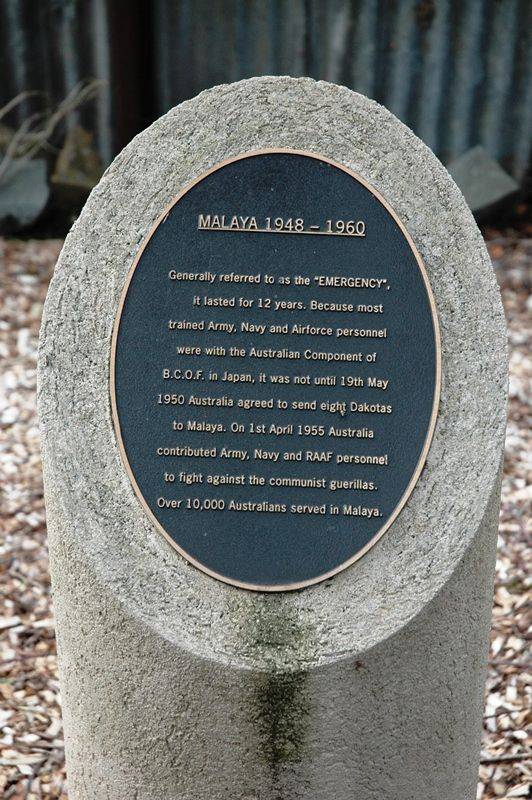 MALAYA 1948 – 1960
Generally referred to as the "EMERGENCY",
it lasted for 12 years. Because most
trained Army, Navy and Airforce personnel
were with the Australian Component of
B.C.O.F. in Japan, it was not until 19th May
1950 Australia agreed to send eight Dakotas
to Malaya. On 1st April 1955 Australia
contributed Army, Navy and RAAF personnel
to fight against the communist guerillas.
Over 10,000 Australians served in Malaya.